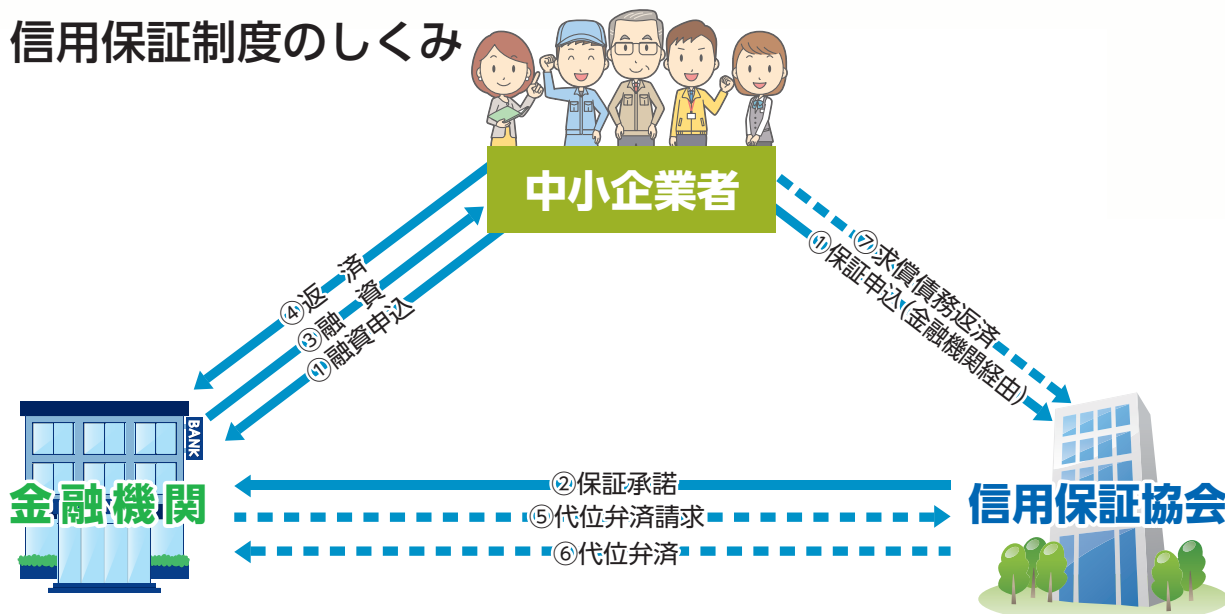 信用保証制度のしくみ
中小企業者
④返済
③融資
①融資申込
⑦求償債務返済
①保証申込(金融機関経由)
BANK
金融機関
②保証承諾
⑤代位弁済請求
⑥代位弁済
信用保証協会